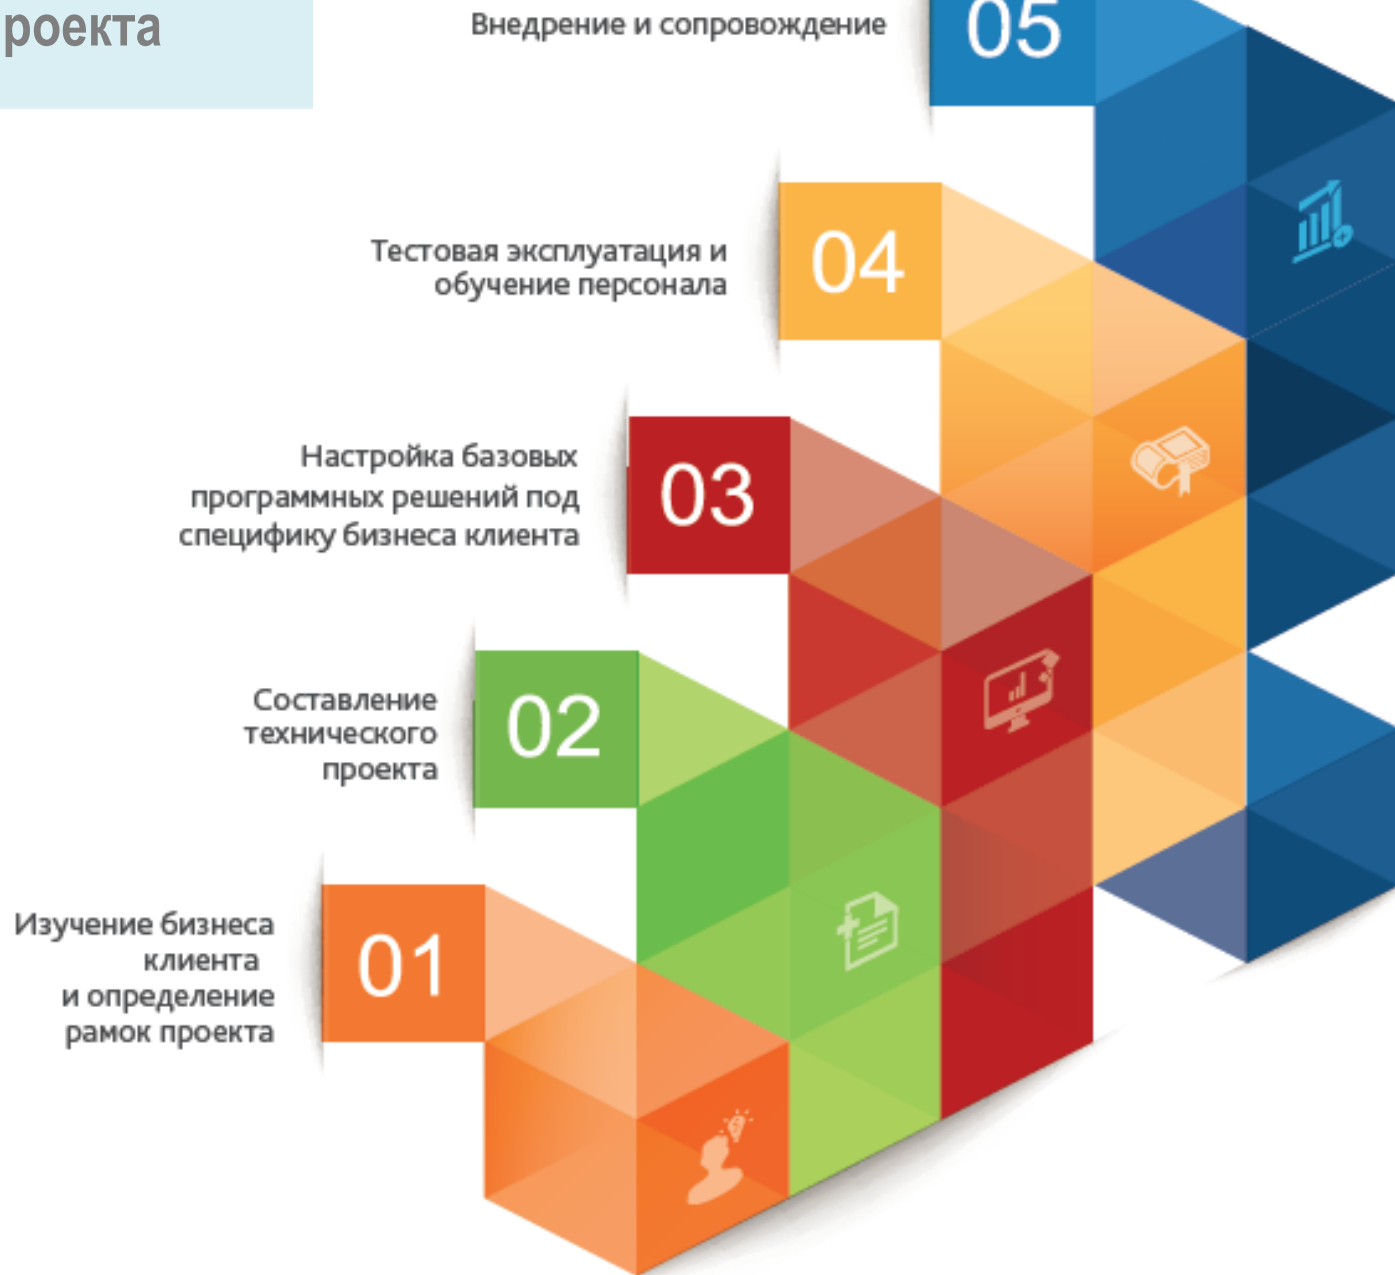 роекта
Внедрение и сопровождение
05
Тестовая эксплуатация и
обучение персонала
04
Настройка базовых
программных решений под
специфику бизнеса клиента
03
Составление
технического
проекта
02
Изучение бизнеса
клиента
и определение
рамок проекта
01